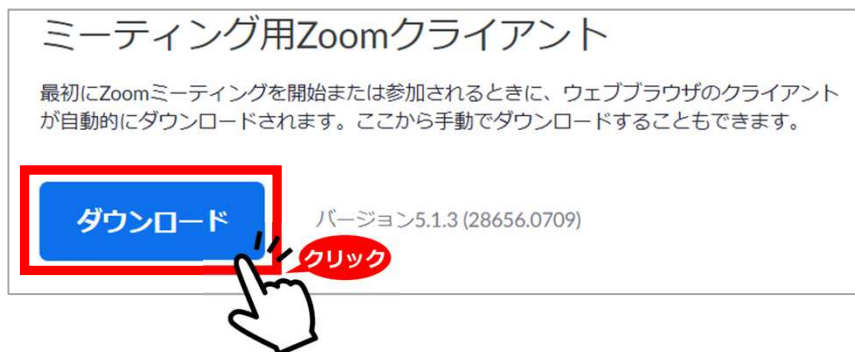 ミーティング用Zoomクライアント
最初にZoomミーティングを開始または参加されるときに、ウェブブラウザのクライアント
が自動的にダウンロードされます。ここから手動でダウンロードすることもできます。
ダウンロード
バージョン5.1.3 (28656.0709)
クリック